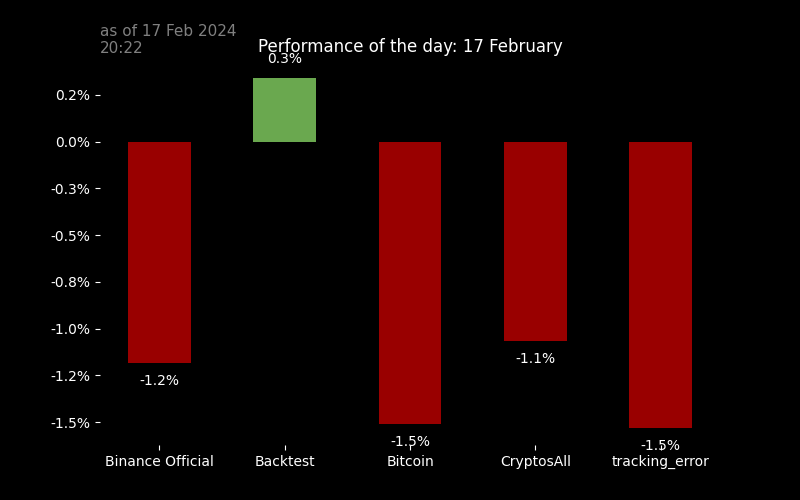 as of 17 Feb 2024
20:22
Performance of the day: 17 February
0.3%
0.2%
0.0%
-0.3%
-0.5%
-0.8%
-1.0%
-1.2%
-1.5%
-1.2%
-1.5%
-1.1%
-1.5%
Binance Official
Backtest
Bitcoin
CryptosAll
tracking_error